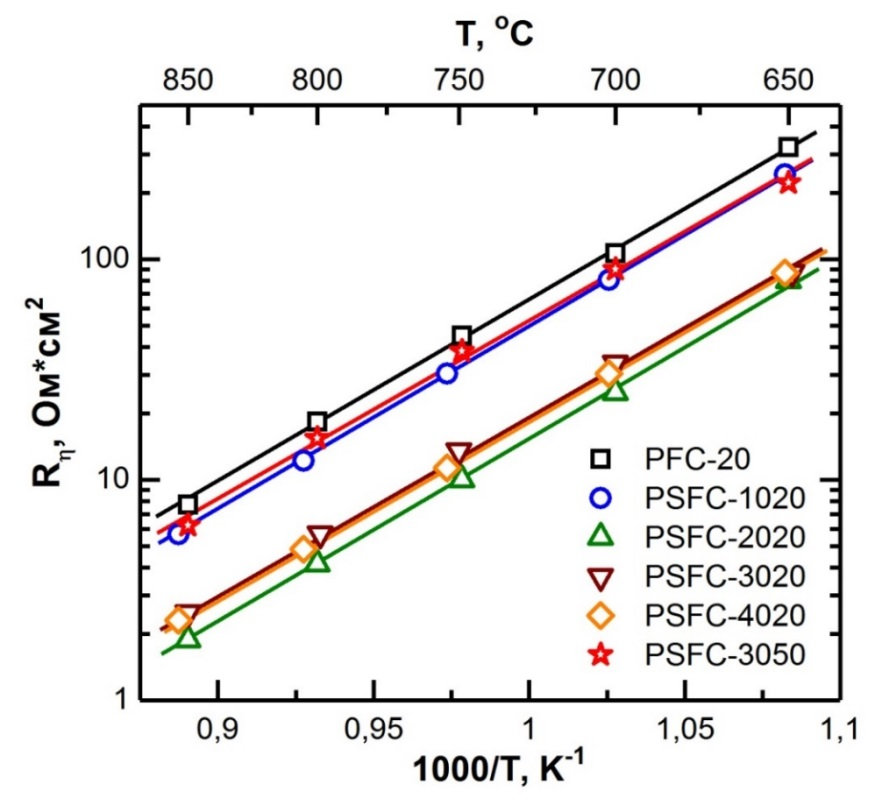 T, °C
850 800 750 700 650
100
10
1
Rη, Ом*см²
PFC-20
PSFC-1020
PSFC-2020
PSFC-3020
PSFC-4020
PSFC-3050
0,9 0,95 1 1,05 1,1
1000/T, K⁻¹